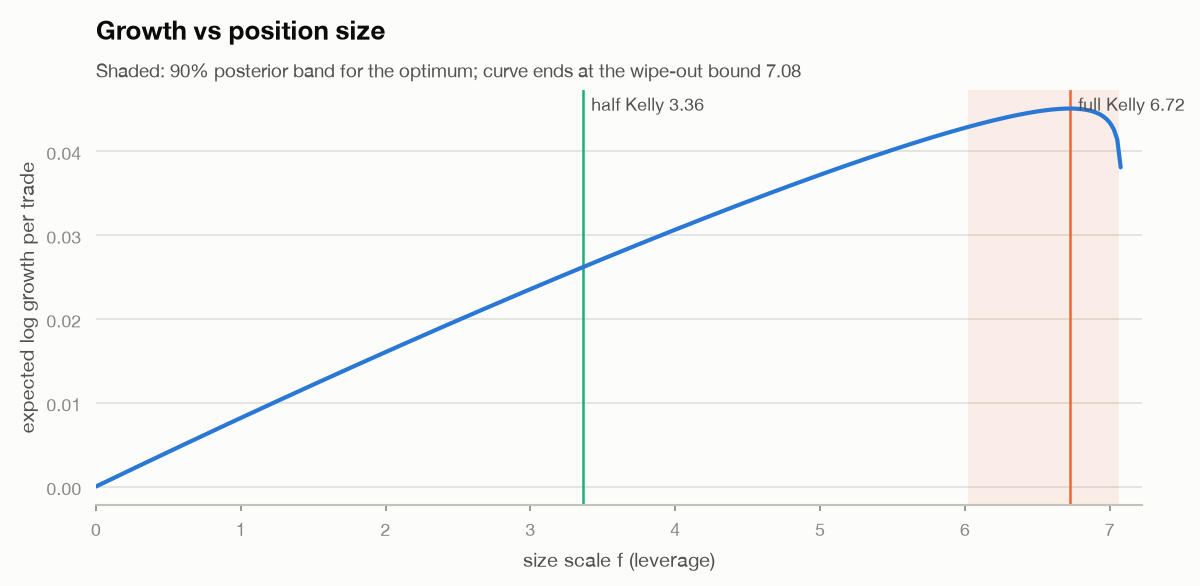 Growth vs position size
Shaded: 90% posterior band for the optimum; curve ends at the wipe-out bound 7.08
half Kelly 3.36
full Kelly 6.72
expected log growth per trade
0.04
0.03
0.02
0.01
0.00
0 1 2 3 4 5 6 7
size scale f (leverage)